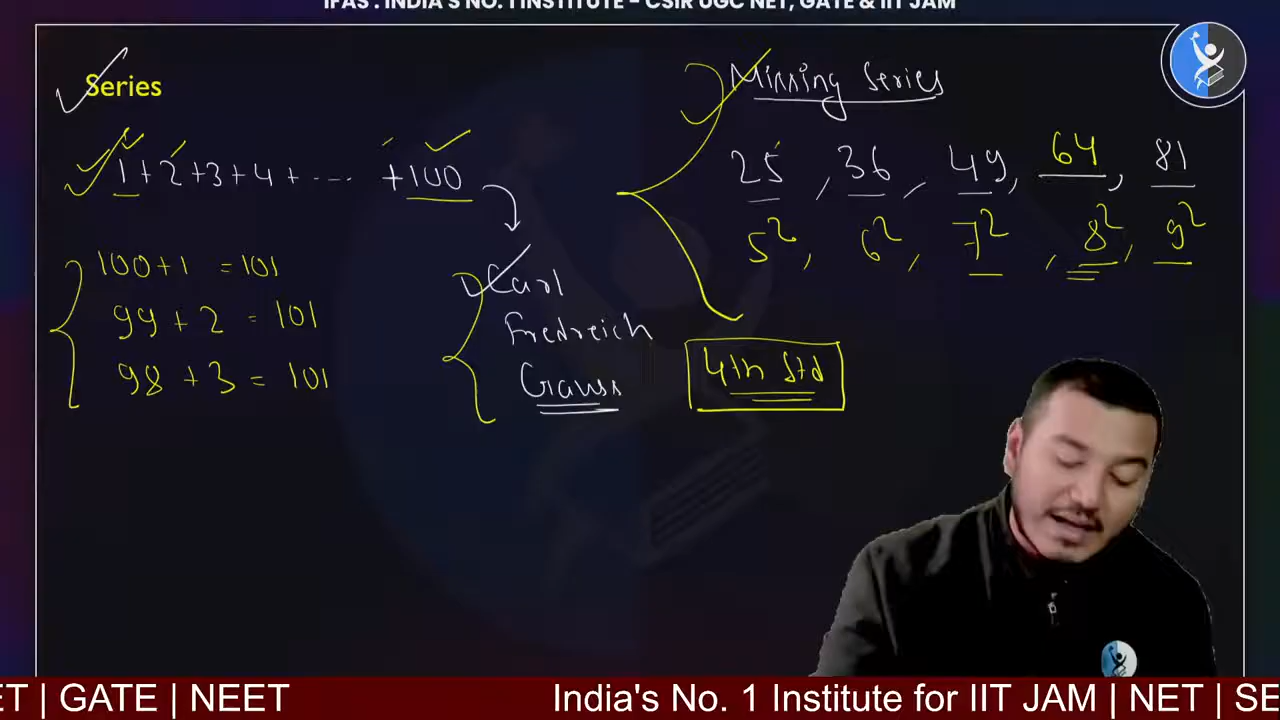 IFAS : INDIA'S NO. 1 INSTITUTE - CSIR UGC NET, GATE & IIT JAM
Series
1 + 2 + 3 + 4 + .... + 100
100 + 1 = 101
99 + 2 = 101
98 + 3 = 101
Carl
Fredreich
Gauss
Missing Series
25, 36, 49, 64, 81
5², 6², 7², 8², 9²
4th Std
ET | GATE | NEET India's No. 1 Institute for IIT JAM | NET | SE